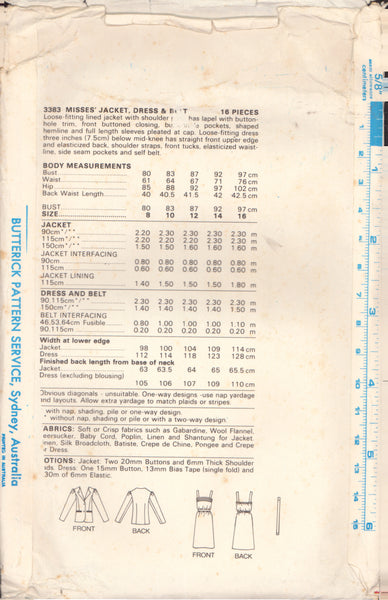 3383 MISSES' JACKET, DRESS & B T 16 PIECES
Loose-fitting lined jacket with shoulder has lapel with button-
hole trim, front buttoned closing, pockets, shaped
hemline and full length sleeves pleated at cap. Loose-fitting dress
three inches (7.5cm) below mid-knee has straight front upper edge
and elasticized back, shoulder straps, front tucks, elasticized waist-
line, side seam pockets and self belt.
BODY MEASUREMENTS
Bust 80 83 87 92 97 cm
Waist 61 64 67 71 76 cm
Hip 85 88 92 97 102 cm
Back Waist Length 40 40.5 41.5 42 42.5 cm
BUST 80 83 87 92 97 cm
SIZE 8 10 12 14 16
JACKET
90cm*/** 2.20 2.30 2.30 2.30 2.30 m
115cm*/** 2.20 2.20 2.20 2.30 2.30 m
150cm*/** 1.50 1.50 1.60 1.60 1.60 m
JACKET INTERFACING
90cm 0.80 0.80 0.80 0.80 0.80 m
115cm 0.60 0.60 0.60 0.60 0.60 m
JACKET LINING
115cm 1.40 1.50 1.50 1.50 1.80 m
DRESS AND BELT
90,115cm*/** 2.30 2.30 2.30 2.30 2.30 m
150cm*/** 1.40 1.40 1.40 1.40 1.50 m
BELT INTERFACING
46,53,64cm Fusible 0.80 1.00 1.00 1.00 1.10 m
90,115cm 0.20 0.20 0.20 0.20 0.20 m
Width at lower edge
Jacket 98 100 104 109 114 cm
Dress 112 114 118 123 128 cm
Finished back length from base of neck
Jacket 63 63.5 64 65 65.5 cm
Dress (excluding blousing)
105 106 107 109 110 cm
Obvious diagonals - unsuitable. One-way designs - use nap yardage
and layouts. Allow extra yardage to match plaids or stripes.
* with nap, shading, pile or one-way design.
** without nap, shading or pile or with a two-way design.
ABRICS: Soft or Crisp fabrics such as Gabardine, Wool Flannel,
eersucker, Baby Cord, Poplin, Linen and Shantung for Jacket
inen, Silk Broadcloth, Batiste, Crepe de Chine, Pongee and Crepe
r Dress.
OTIONS: Jacket: Two 20mm Buttons and 6mm Thick Shoulder
ads. Dress: One 15mm Button, 13mm Bias Tape (single fold) and
.30m of 6mm Elastic.
FRONT BACK FRONT BACK
BUTTERICK PATTERN SERVICE, Sydney, Australia
PRINTED IN AUSTRALIA
5/8"
centimeters
1
2
3
4
5
6
15